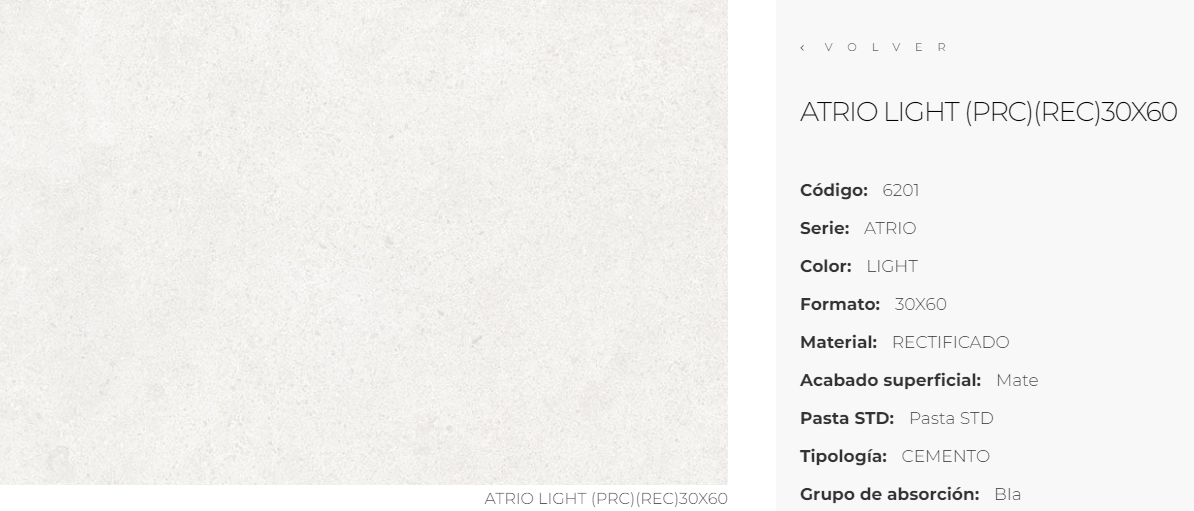 ‹ VOLVER
ATRIO LIGHT (PRC)(REC)30X60
Código: 6201
Serie: ATRIO
Color: LIGHT
Formato: 30X60
Material: RECTIFICADO
Acabado superficial: Mate
Pasta STD: Pasta STD
Tipología: CEMENTO
Grupo de absorción: BIa
ATRIO LIGHT (PRC)(REC)30X60